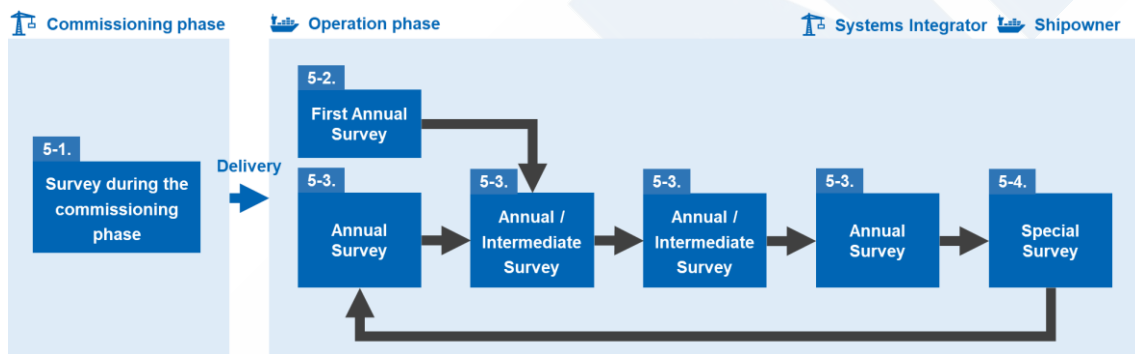 Commissioning phase
Operation phase
Systems Integrator
Shipowner
5-1.
Survey during the
commissioning
phase
Delivery
5-2.
First Annual
Survey
5-3.
Annual
Survey
5-3.
Annual /
Intermediate
Survey
5-3.
Annual /
Intermediate
Survey
5-3.
Annual
Survey
5-4.
Special
Survey